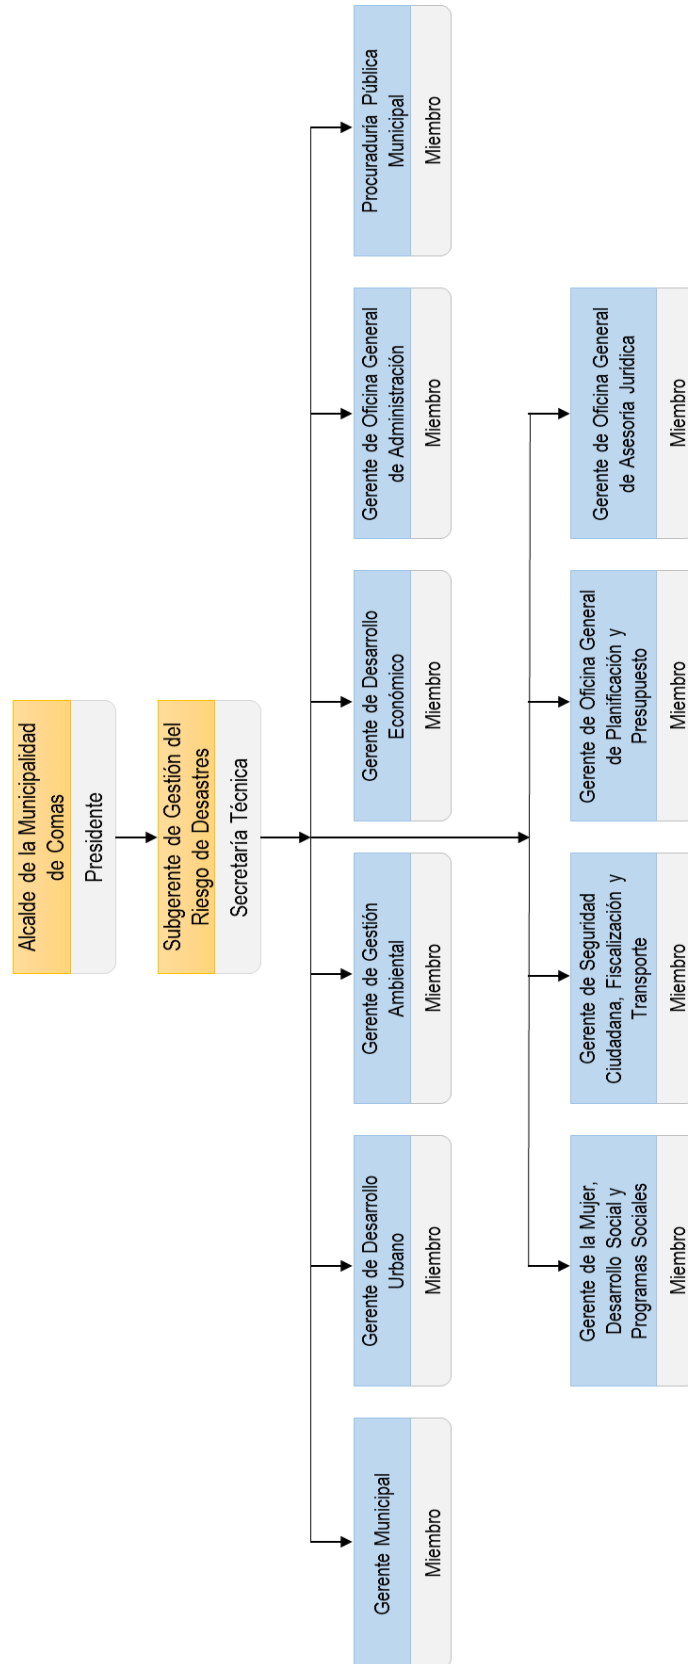 Alcalde de la Municipalidad
de Comas
Presidente
Subgerente de Gestión del
Riesgo de Desastres
Secretaría Técnica
Gerente Municipal
Miembro
Gerente de Desarrollo
Urbano
Miembro
Gerente de Gestión
Ambiental
Miembro
Gerente de Desarrollo
Económico
Miembro
Gerente de Oficina General
de Administración
Miembro
Procuraduría Pública
Municipal
Miembro
Gerente de la Mujer,
Desarrollo Social y
Programas Sociales
Miembro
Gerente de Seguridad
Ciudadana, Fiscalización y
Transporte
Miembro
Gerente de Oficina General
de Planificación y
Presupuesto
Miembro
Gerente de Oficina General
de Asesoría Jurídica
Miembro